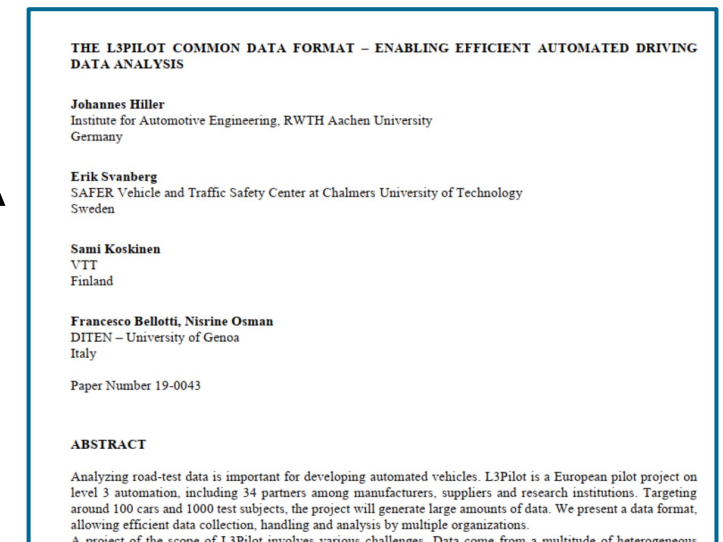 THE L3PILOT COMMON DATA FORMAT – ENABLING EFFICIENT AUTOMATED DRIVING
DATA ANALYSIS
Johannes Hiller
Institute for Automotive Engineering, RWTH Aachen University
Germany
Erik Svanberg
SAFER Vehicle and Traffic Safety Center at Chalmers University of Technology
Sweden
Sami Koskinen
VTT
Finland
Francesco Bellotti, Nisrine Osman
DITEN – University of Genoa
Italy
Paper Number 19-0043
ABSTRACT
Analyzing road-test data is important for developing automated vehicles. L3Pilot is a European pilot project on
level 3 automation, including 34 partners among manufacturers, suppliers and research institutions. Targeting
around 100 cars and 1000 test subjects, the project will generate large amounts of data. We present a data format,
allowing efficient data collection, handling and analysis by multiple organizations.
A project of the scope of L3Pilot involves various challenges. Data come from a multitude of heterogeneous